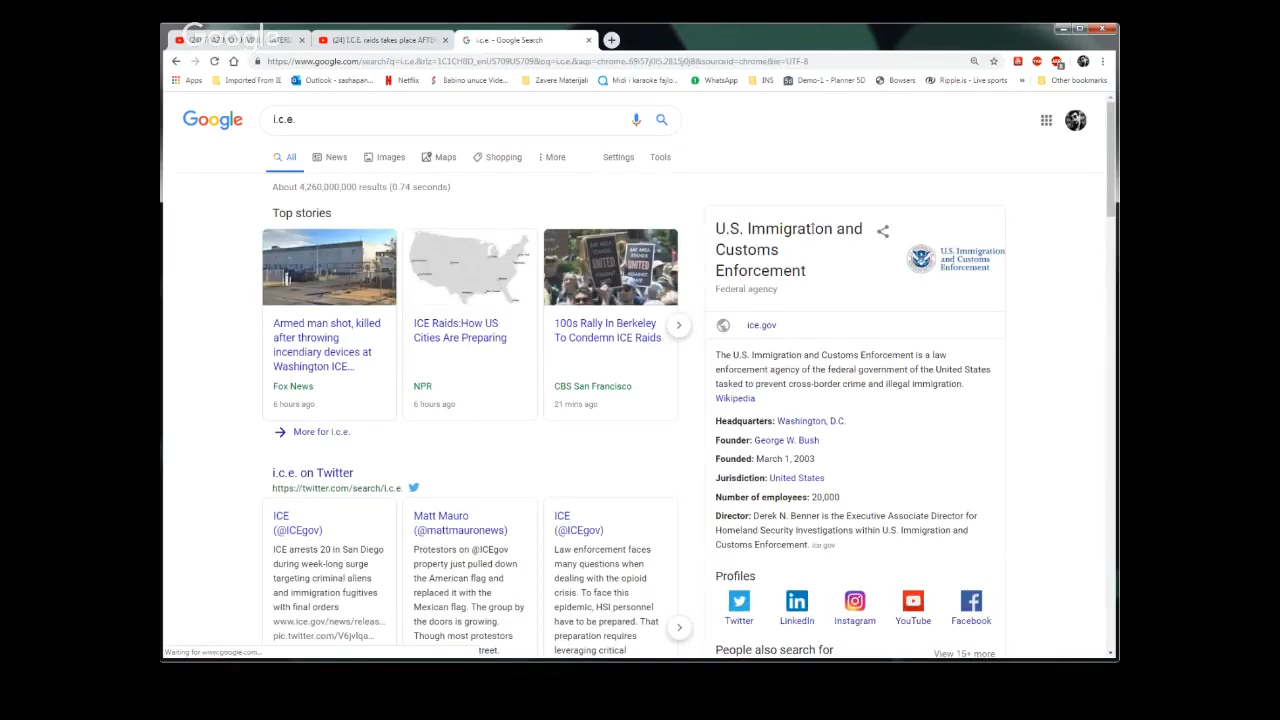 (24) I.C.E. raids takes place AFTER
i.c.e. - Google Search
https://www.google.com/search?q=i.c.e.&rlz=1C1CHBD_enUS709US709&oq=i.c.e.&aqs=chrome..69i57j0l5.2815j0j8&sourceid=chrome&ie=UTF-8
Apps
Imported From IE
Outlook - sashapan...
Netflix
Babino unuce Vide...
Zavere Materijali
Midi i karaoke fajlo...
WhatsApp
INS
Demo-1 - Planner 5D
Bowsers
Ripple.is - Live sports
»
Other bookmarks
Google
i.c.e.
All
News
Images
Maps
Shopping
More
Settings
Tools
About 4,260,000,000 results (0.74 seconds)
Top stories
Armed man shot, killed
after throwing
incendiary devices at
Washington ICE...
Fox News
6 hours ago
ICE Raids:How US
Cities Are Preparing
NPR
6 hours ago
100s Rally In Berkeley
To Condemn ICE Raids
CBS San Francisco
21 mins ago
More for i.c.e.
i.c.e. on Twitter
https://twitter.com/search/i.c.e.
ICE
(@ICEgov)
ICE arrests 20 in San Diego
during week-long surge
targeting criminal aliens
and immigration fugitives
with final orders
www.ice.gov/news/releas...
pic.twitter.com/V6jvlqa...
Matt Mauro
(@mattmauronews)
Protestors on @ICEgov
property just pulled down
the American flag and
replaced it with the
Mexican flag. The group by
the doors is growing.
Though most protestors
treet.
ICE
(@ICEgov)
Law enforcement faces
many questions when
dealing with the opioid
crisis. To face this
epidemic, HSI personnel
have to be prepared. That
preparation requires
leveraging critical
U.S. Immigration and
Customs
Enforcement
Federal agency
U.S. Immigration
and Customs
Enforcement
ice.gov
The U.S. Immigration and Customs Enforcement is a law
enforcement agency of the federal government of the United States
tasked to prevent cross-border crime and illegal immigration.
Wikipedia
Headquarters: Washington, D.C.
Founder: George W. Bush
Founded: March 1, 2003
Jurisdiction: United States
Number of employees: 20,000
Director: Derek N. Benner is the Executive Associate Director for
Homeland Security Investigations within U.S. Immigration and
Customs Enforcement. ice.gov
Profiles
Twitter
LinkedIn
Instagram
YouTube
Facebook
People also search for
View 15+ more
Waiting for www.google.com...